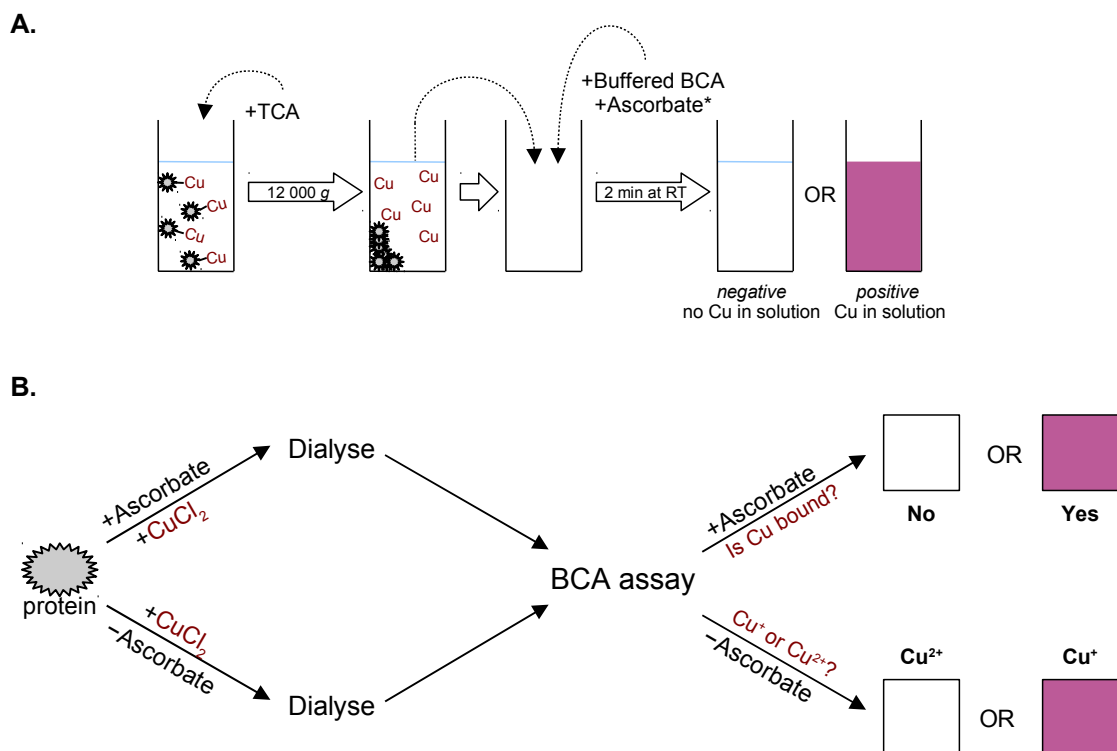 A.
+TCA
+Buffered BCA
+Ascorbate*
Cu
Cu
Cu
Cu
12 000 g
Cu
Cu
Cu
Cu
Cu
2 min at RT
OR
negative
no Cu in solution
positive
Cu in solution
B.
protein
+Ascorbate
+CuCl₂
Dialyse
+CuCl₂
−Ascorbate
Dialyse
BCA assay
+Ascorbate
Is Cu bound?
OR
No
Yes
Cu⁺ or Cu²⁺?
−Ascorbate
Cu²⁺
Cu⁺
OR